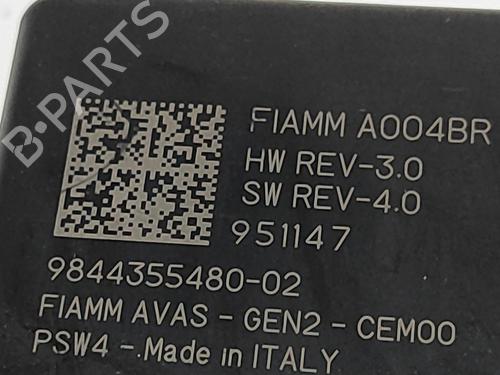 B-PARTS
FIAMM A004BR
HW REV-3.0
SW REV-4.0
951147
9844355480-02
FIAMM AVAS - GEN2 - CEM00
PSW4 - Made in ITALY